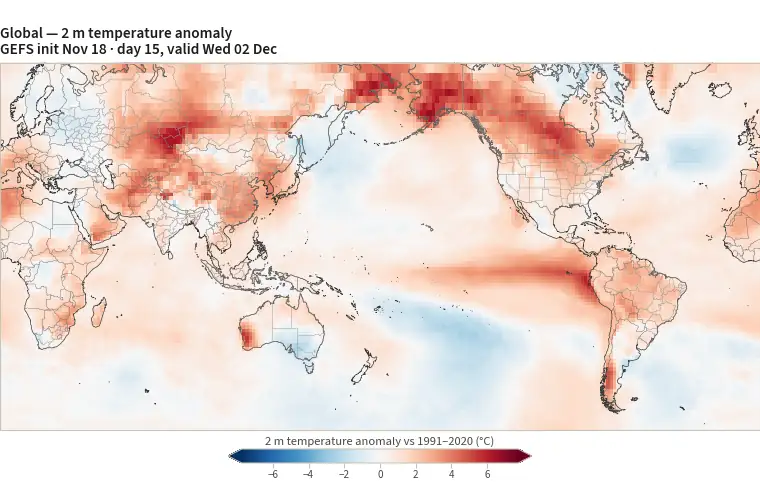 Global — 2 m temperature anomaly
GEFS init Nov 18 · day 15, valid Wed 02 Dec
2 m temperature anomaly vs 1991–2020 (°C)
−6 −4 −2 0 2 4 6